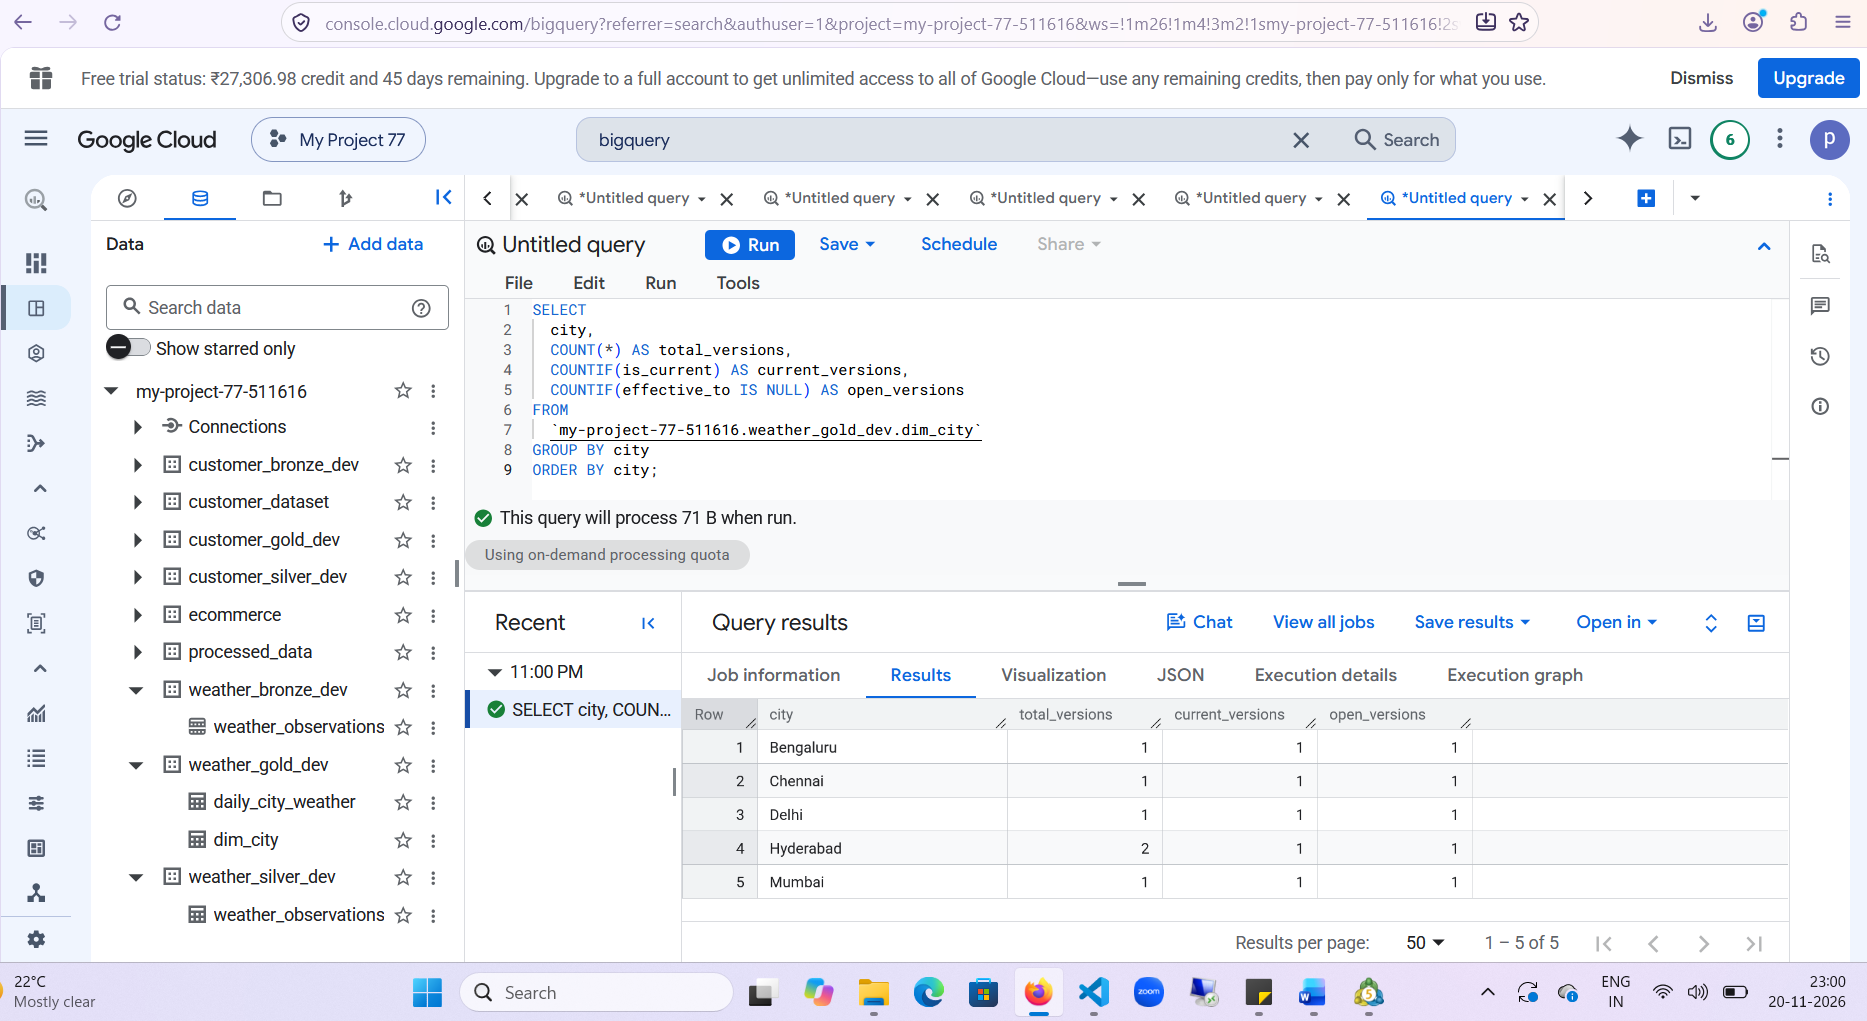 console.cloud.google.com/bigquery?referrer=search&authuser=1&project=my-project-77-511616&ws=!1m26!1m4!3m2!1smy-project-77-511616!2s
Free trial status: ₹27,306.98 credit and 45 days remaining. Upgrade to a full account to get unlimited access to all of Google Cloud—use any remaining credits, then pay only for what you use.
Dismiss
Upgrade
Google Cloud
My Project 77
bigquery
Search
6
p
*Untitled query
*Untitled query
*Untitled query
*Untitled query
*Untitled query
Data
Add data
Search data
Show starred only
my-project-77-511616
Connections
customer_bronze_dev
customer_dataset
customer_gold_dev
customer_silver_dev
ecommerce
processed_data
weather_bronze_dev
weather_observations
weather_gold_dev
daily_city_weather
dim_city
weather_silver_dev
weather_observations
Untitled query
Run
Save
Schedule
Share
File Edit Run Tools
1 SELECT
2 city,
3 COUNT(*) AS total_versions,
4 COUNTIF(is_current) AS current_versions,
5 COUNTIF(effective_to IS NULL) AS open_versions
6 FROM
7 `my-project-77-511616.weather_gold_dev.dim_city`
8 GROUP BY city
9 ORDER BY city;
This query will process 71 B when run.
Using on-demand processing quota
Recent
11:00 PM
SELECT city, COUN...
Query results
Chat
View all jobs
Save results
Open in
Job information Results Visualization JSON Execution details Execution graph
Row city total_versions current_versions open_versions
1 Bengaluru 1 1 1
2 Chennai 1 1 1
3 Delhi 1 1 1
4 Hyderabad 2 1 1
5 Mumbai 1 1 1
Results per page: 50 1 – 5 of 5
22°C
Mostly clear
Search
zoom
ENG
IN
23:00
20-11-2026